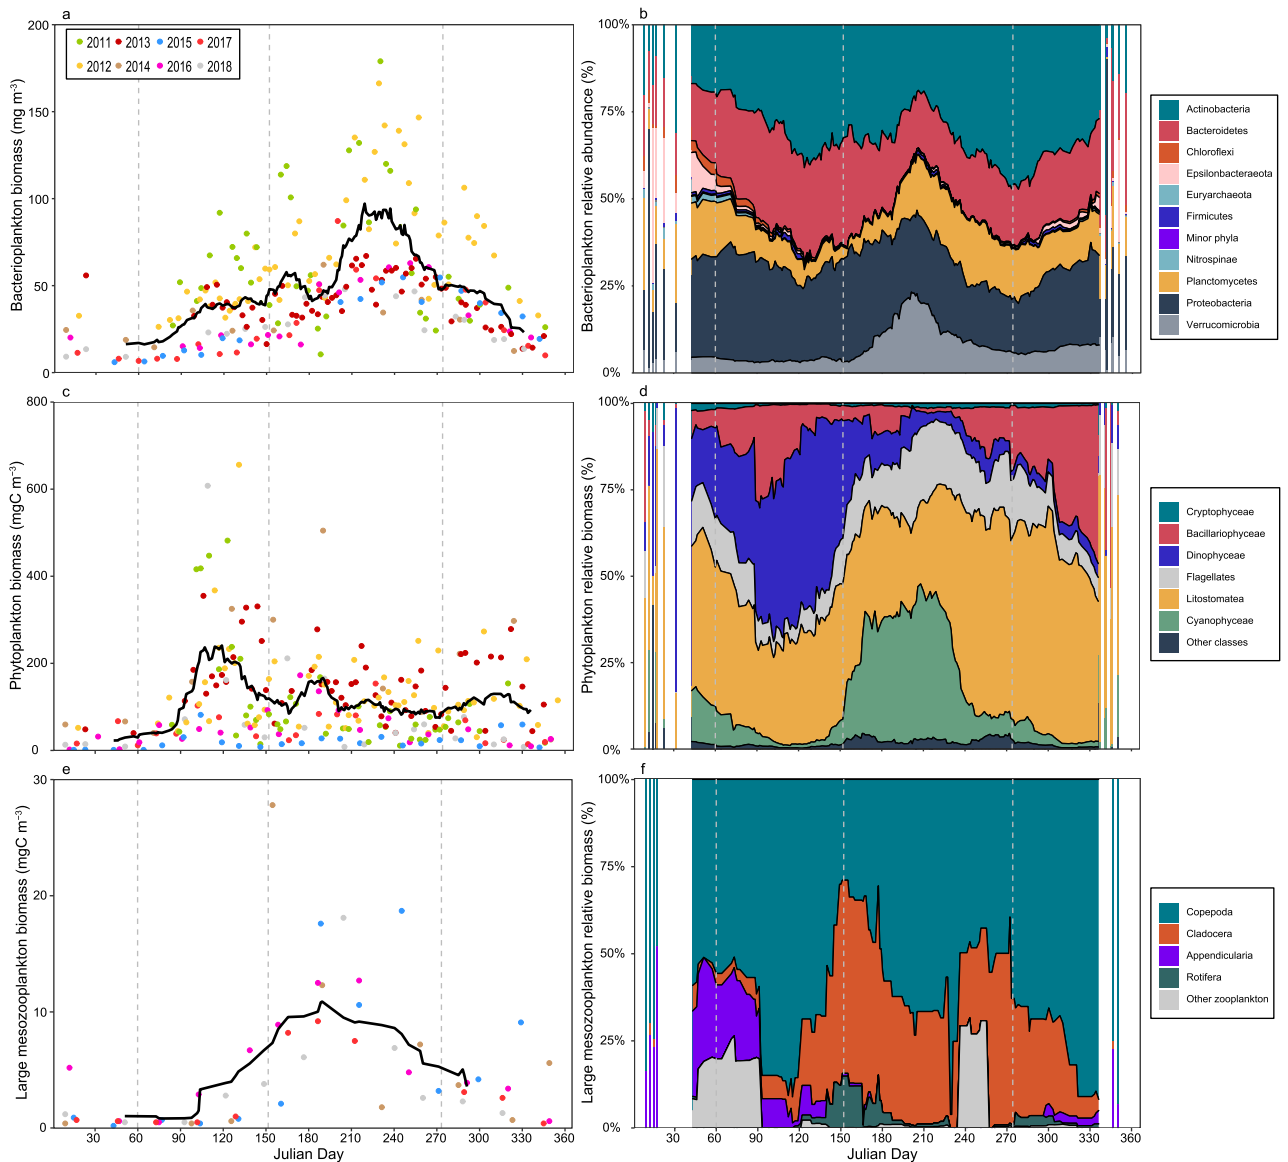 a
Bacterioplankton biomass (mg m⁻³)
200
150
100
50
0
2011 2013 2015 2017
2012 2014 2016 2018
b
Bacterioplankton relative abundance (%)
100%
75%
50%
25%
0%
Actinobacteria
Bacteroidetes
Chloroflexi
Epsilonbacteraeota
Euryarchaeota
Firmicutes
Minor phyla
Nitrospinae
Planctomycetes
Proteobacteria
Verrucomicrobia
c
Phytoplankton biomass (mgC m⁻³)
800
600
400
200
0
d
Phytoplankton relative biomass (%)
100%
75%
50%
25%
0%
Cryptophyceae
Bacillariophyceae
Dinophyceae
Flagellates
Litostomatea
Cyanophyceae
Other classes
e
Large mesozooplankton biomass (mgC m⁻³)
30
20
10
0
30 60 90 120 150 180 210 240 270 300 330 360
Julian Day
f
Large mesozooplankton relative biomass (%)
100%
75%
50%
25%
0%
30 60 90 120 150 180 210 240 270 300 330 360
Julian Day
Copepoda
Cladocera
Appendicularia
Rotifera
Other zooplankton